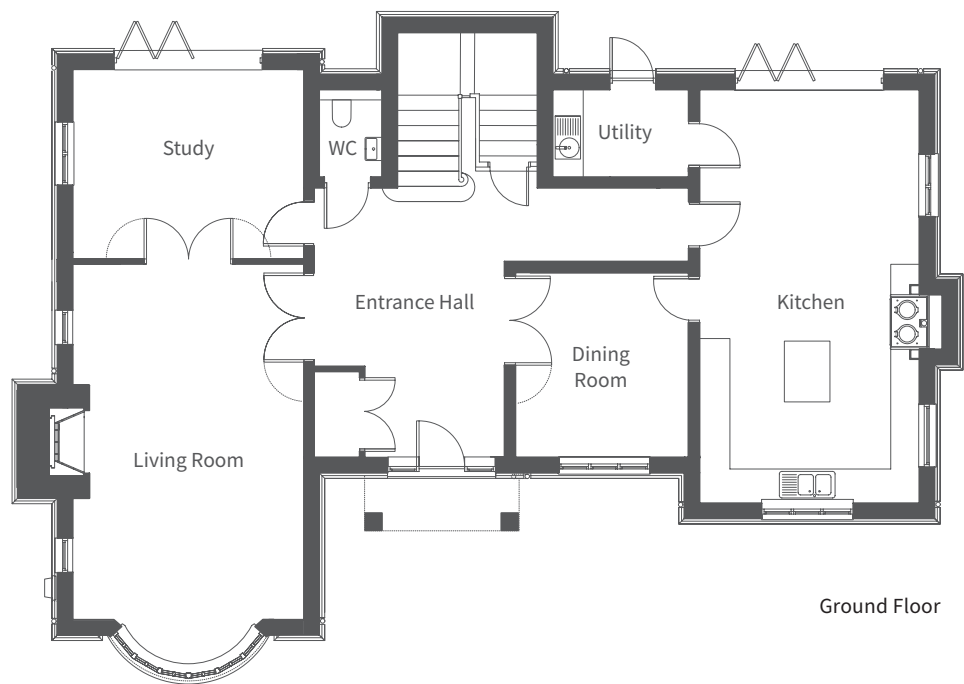 Study
WC
Utility
Entrance Hall
Kitchen
Dining
Room
Living Room
Ground Floor